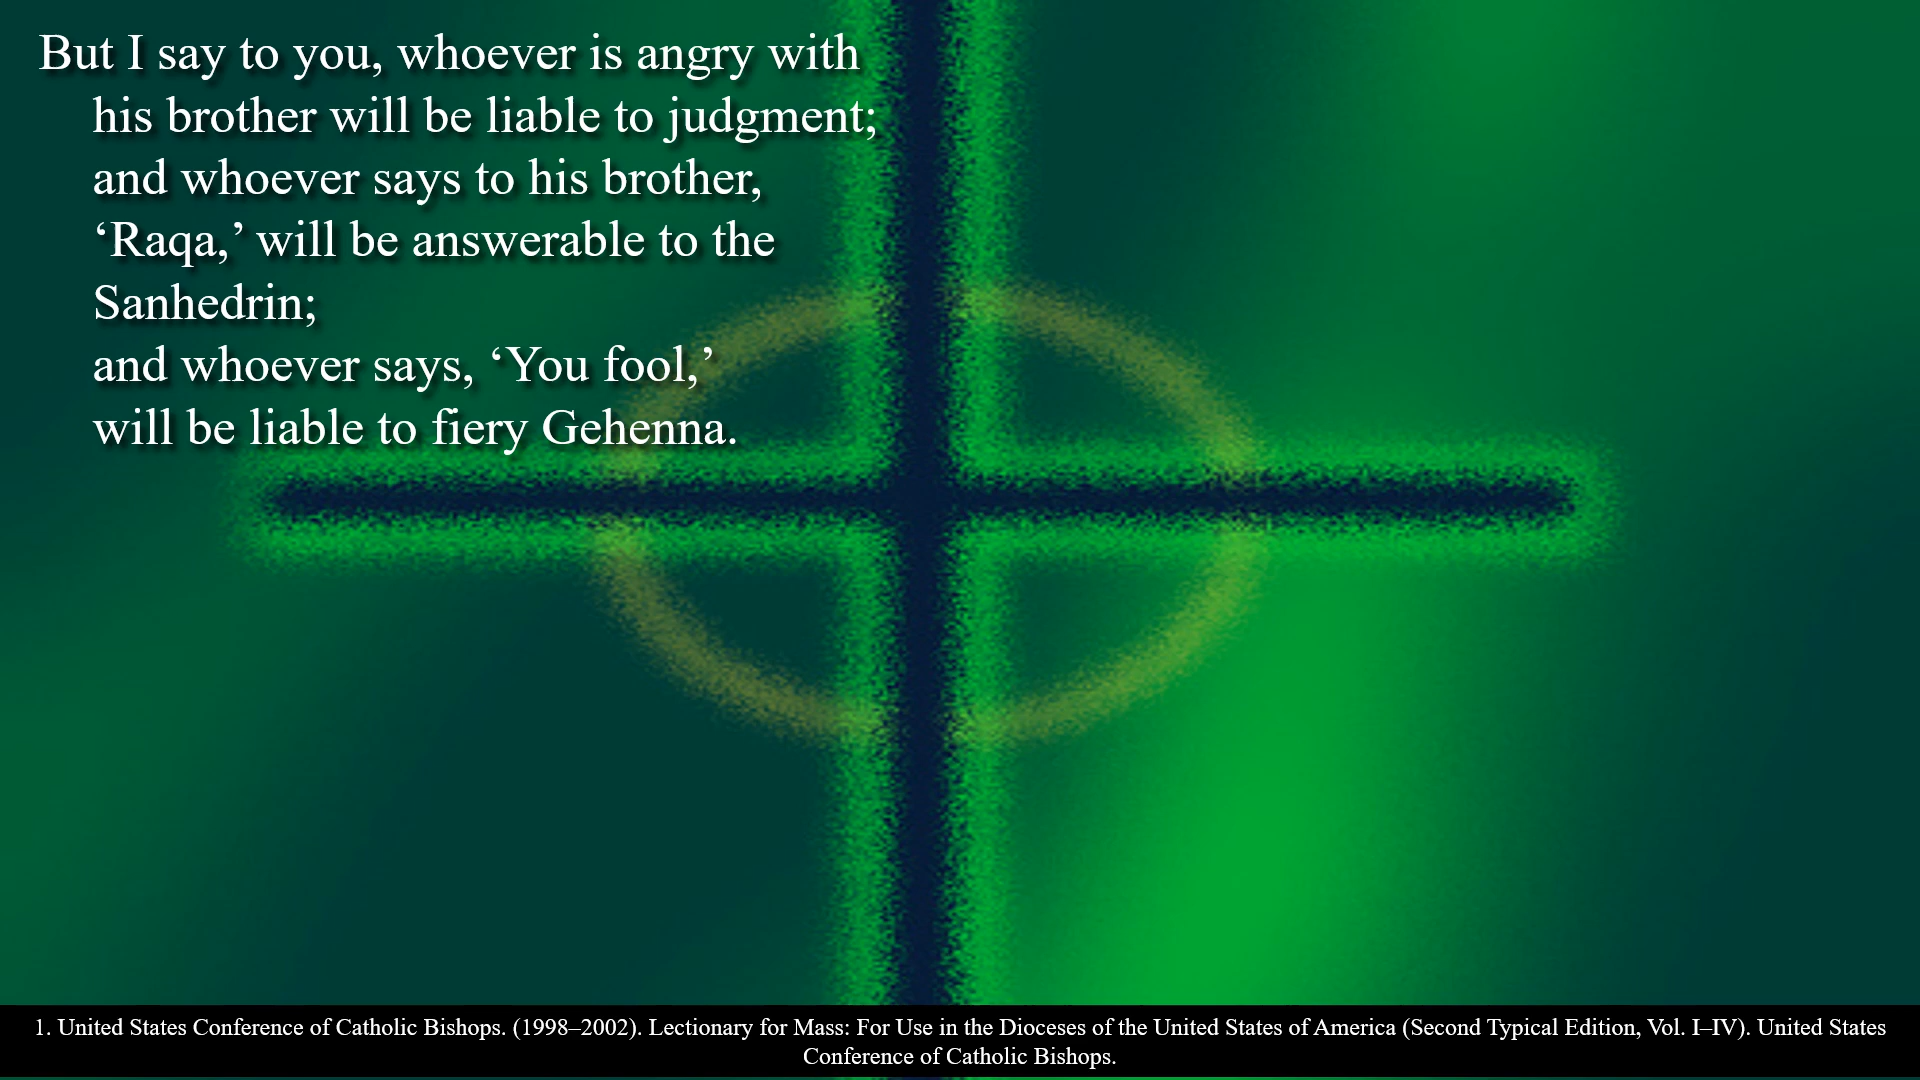 But I say to you, whoever is angry with
his brother will be liable to judgment;
and whoever says to his brother,
‘Raqa,’ will be answerable to the
Sanhedrin;
and whoever says, ‘You fool,’
will be liable to fiery Gehenna.
1. United States Conference of Catholic Bishops. (1998–2002). Lectionary for Mass: For Use in the Dioceses of the United States of America (Second Typical Edition, Vol. I–IV). United States
Conference of Catholic Bishops.